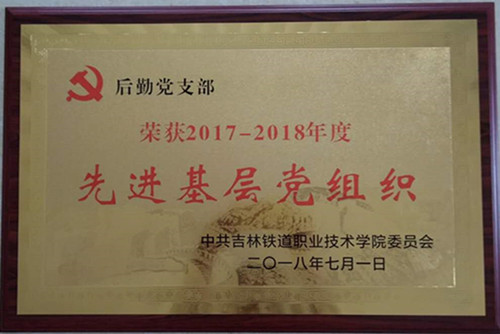 后勤党支部
荣获2017-2018年度
先进基层党组织
中共吉林铁道职业技术学院委员会
二〇一八年七月一日